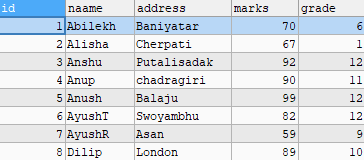 id naame address marks grade
1 Abilekh Baniyatar 70 6
2 Alisha Cherpati 67 1
3 Anshu Putalisadak 92 12
4 Anup chadragiri 90 11
5 Anush Balaju 99 12
6 AyushT Swoyambhu 82 12
7 AyushR Asan 59 9
8 Dilip London 89 10